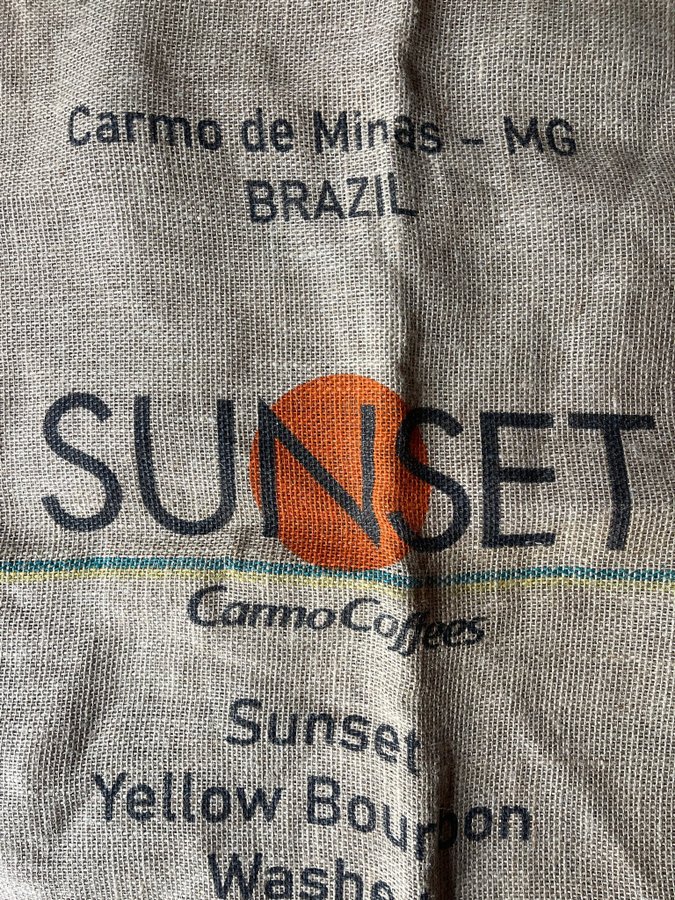 Carmo de Minas – MG
BRAZIL
SUNSET
CarmoCoffees
Sunset
Yellow Bourbon